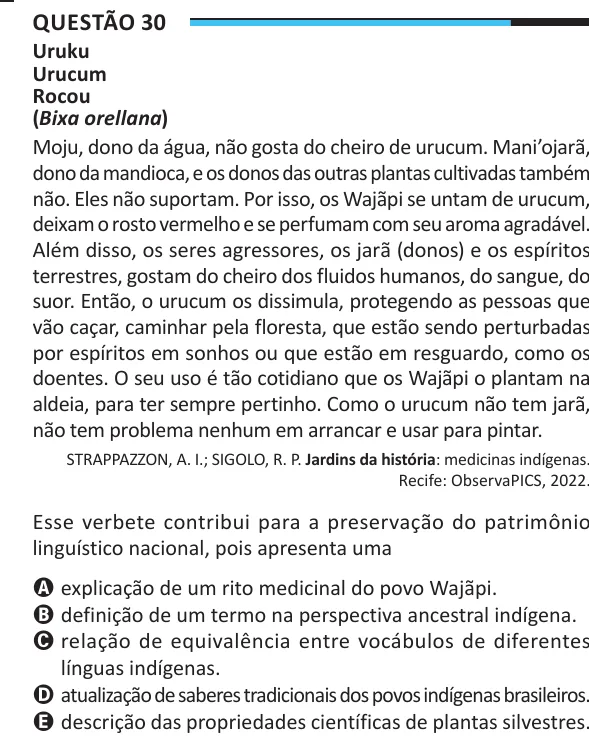 QUESTÃO 30
Uruku
Urucum
Rocou
(Bixa orellana)
Moju, dono da água, não gosta do cheiro de urucum. Mani’ojarã,
dono da mandioca, e os donos das outras plantas cultivadas também
não. Eles não suportam. Por isso, os Wajãpi se untam de urucum,
deixam o rosto vermelho e se perfumam com seu aroma agradável.
Além disso, os seres agressores, os jarã (donos) e os espíritos
terrestres, gostam do cheiro dos fluidos humanos, do sangue, do
suor. Então, o urucum os dissimula, protegendo as pessoas que
vão caçar, caminhar pela floresta, que estão sendo perturbadas
por espíritos em sonhos ou que estão em resguardo, como os
doentes. O seu uso é tão cotidiano que os Wajãpi o plantam na
aldeia, para ter sempre pertinho. Como o urucum não tem jarã,
não tem problema nenhum em arrancar e usar para pintar.
STRAPPAZZON, A. I.; SIGOLO, R. P. Jardins da história: medicinas indígenas.
Recife: ObservaPICS, 2022.
Esse verbete contribui para a preservação do patrimônio
linguístico nacional, pois apresenta uma
A explicação de um rito medicinal do povo Wajãpi.
B definição de um termo na perspectiva ancestral indígena.
C relação de equivalência entre vocábulos de diferentes
línguas indígenas.
D atualização de saberes tradicionais dos povos indígenas brasileiros.
E descrição das propriedades científicas de plantas silvestres.